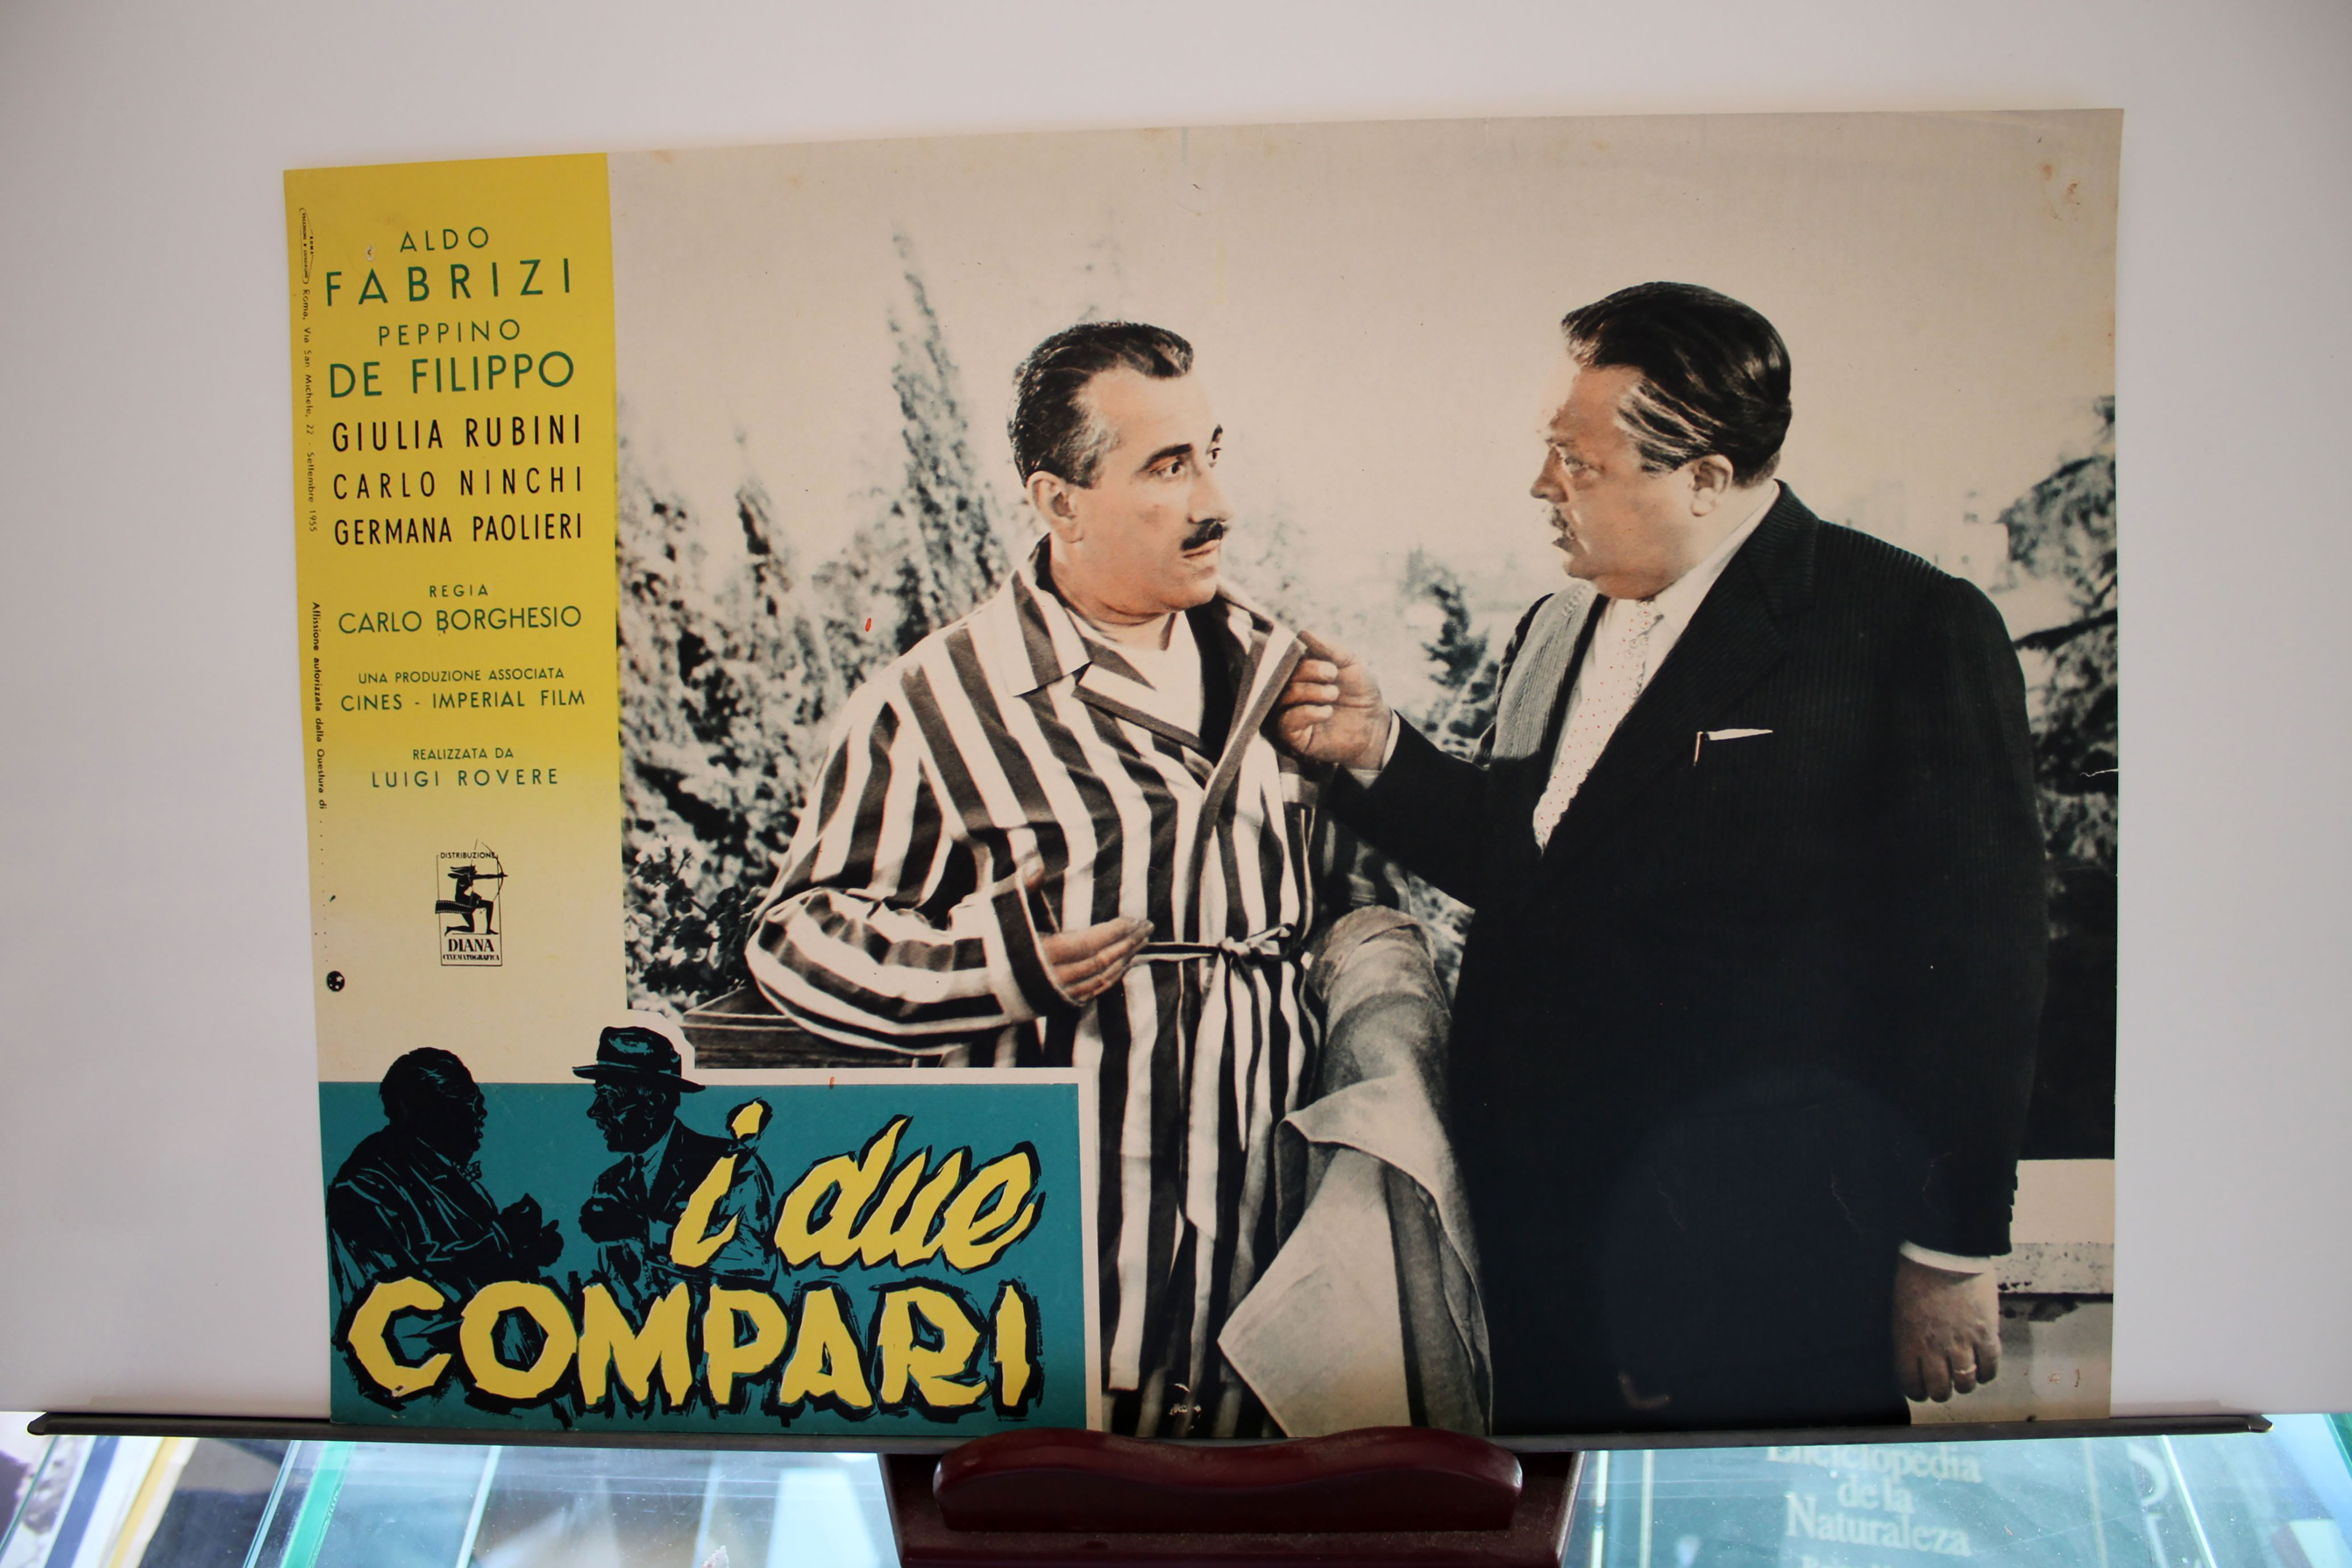 ALDO
FABRIZI
PEPPINO
DE FILIPPO
GIULIA RUBINI
CARLO NINCHI
GERMANA PAOLIERI
REGIA
CARLO BORGHESIO
UNA PRODUZIONE ASSOCIATA
CINES - IMPERIAL FILM
REALIZZATA DA
LUIGI ROVERE
DISTRIBUZIONE
DIANA
CINEMATOGRAFICA
Roma, Via San Michele, 22 - Settembre 1955
Affissione autorizzata dalla Questura di
i due
COMPARI
Enciclopedia
de la
Naturaleza